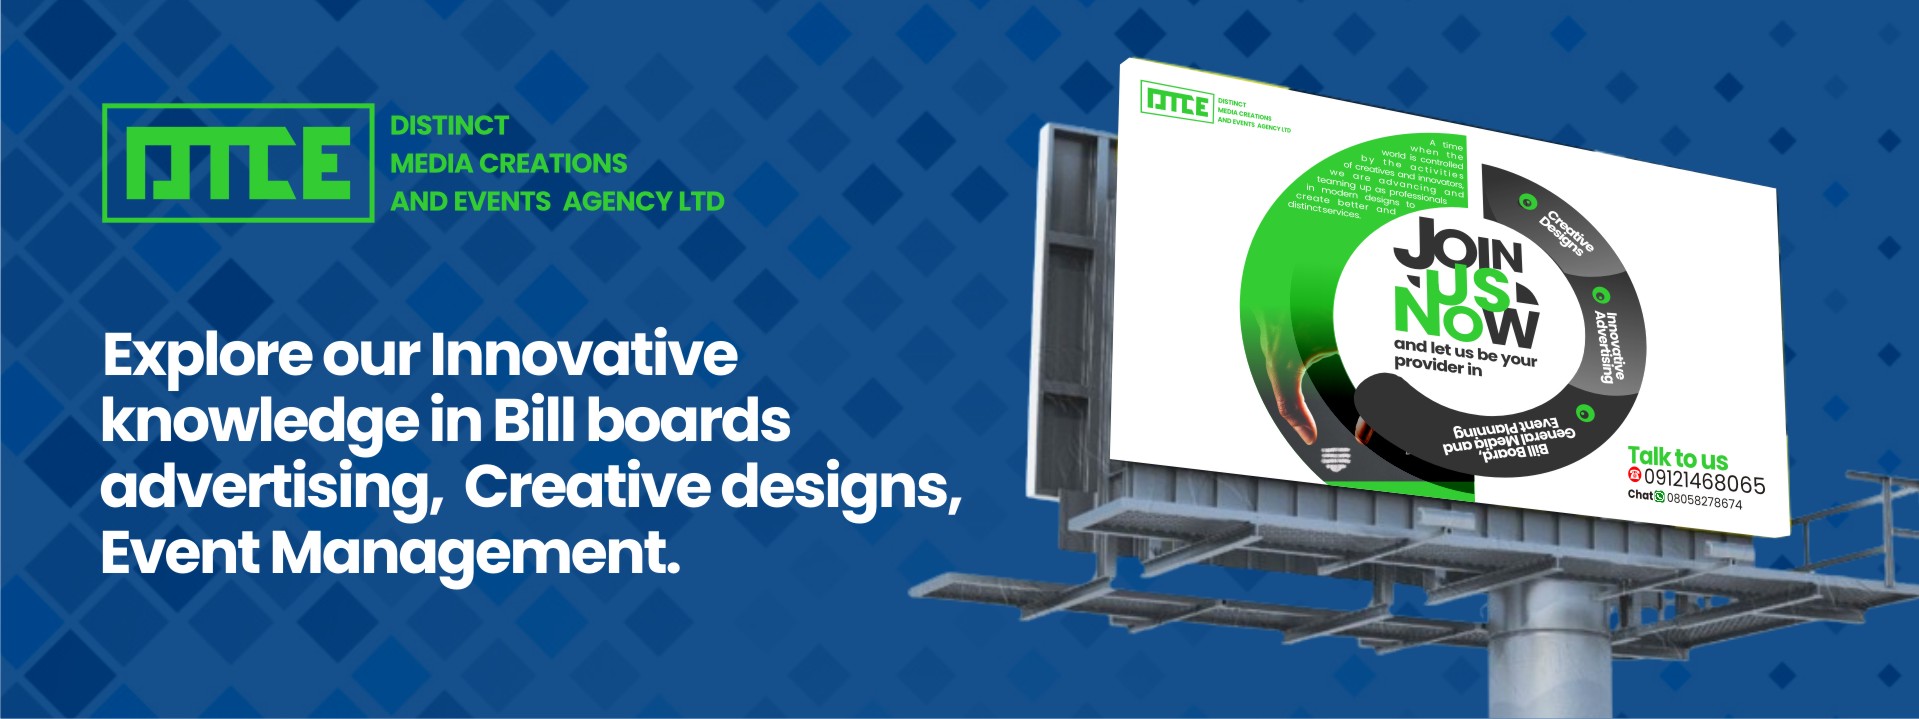 DTCE
DISTINCT
MEDIA CREATIONS
AND EVENTS AGENCY LTD
Explore our Innovative
knowledge in Bill boards
advertising, Creative designs,
Event Management.
DTCE
DISTINCT
MEDIA CREATIONS
AND EVENTS AGENCY LTD
A time
when the
world is controlled
by the activities
of creatives and innovators,
we are advancing and
teaming up as professionals
in modern designs to
create better and
distinct services.
JOIN
US
NOW
and let us be your
provider in
Creative
Designs
Innovative
Advertising
Bill Board,
General Media and
Event Planning
Talk to us
09121468065
Chat 08058278674